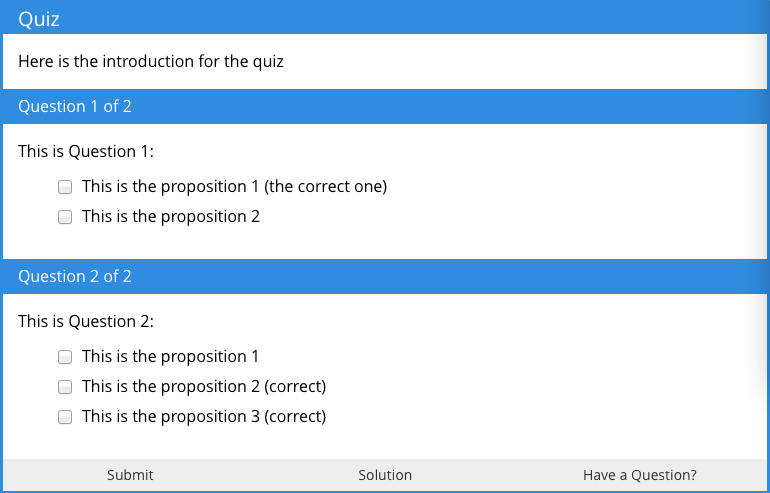 Quiz
Here is the introduction for the quiz
Question 1 of 2
This is Question 1:
This is the proposition 1 (the correct one)
This is the proposition 2
Question 2 of 2
This is Question 2:
This is the proposition 1
This is the proposition 2 (correct)
This is the proposition 3 (correct)
Submit Solution Have a Question?